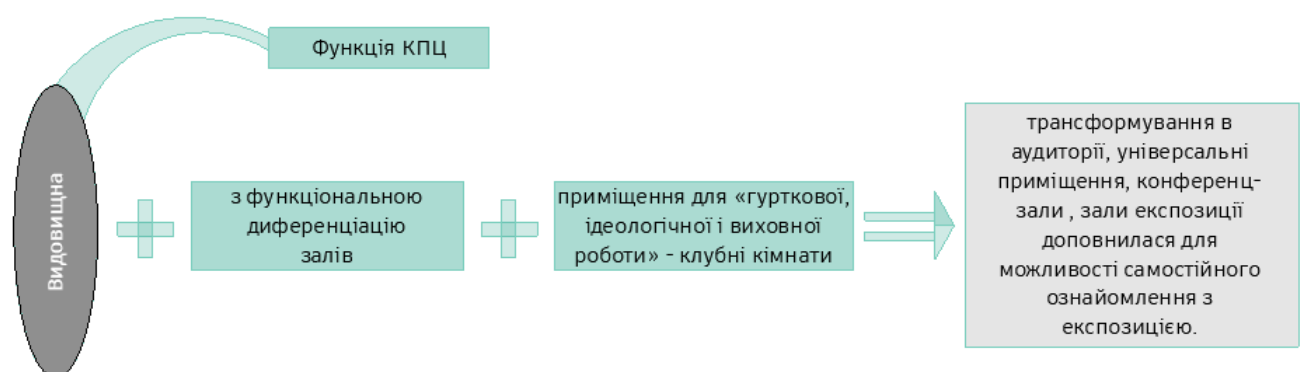 Функція КПЦ
Видовищна
з функціональною
диференціацію
залів
приміщення для «гурткової,
ідеологічної і виховної
роботи» - клубні кімнати
трансформування в
аудиторії, універсальні
приміщення, конференц-
зали , зали експозиції
доповнилася для
можливості самостійного
ознайомлення з
експозицією.